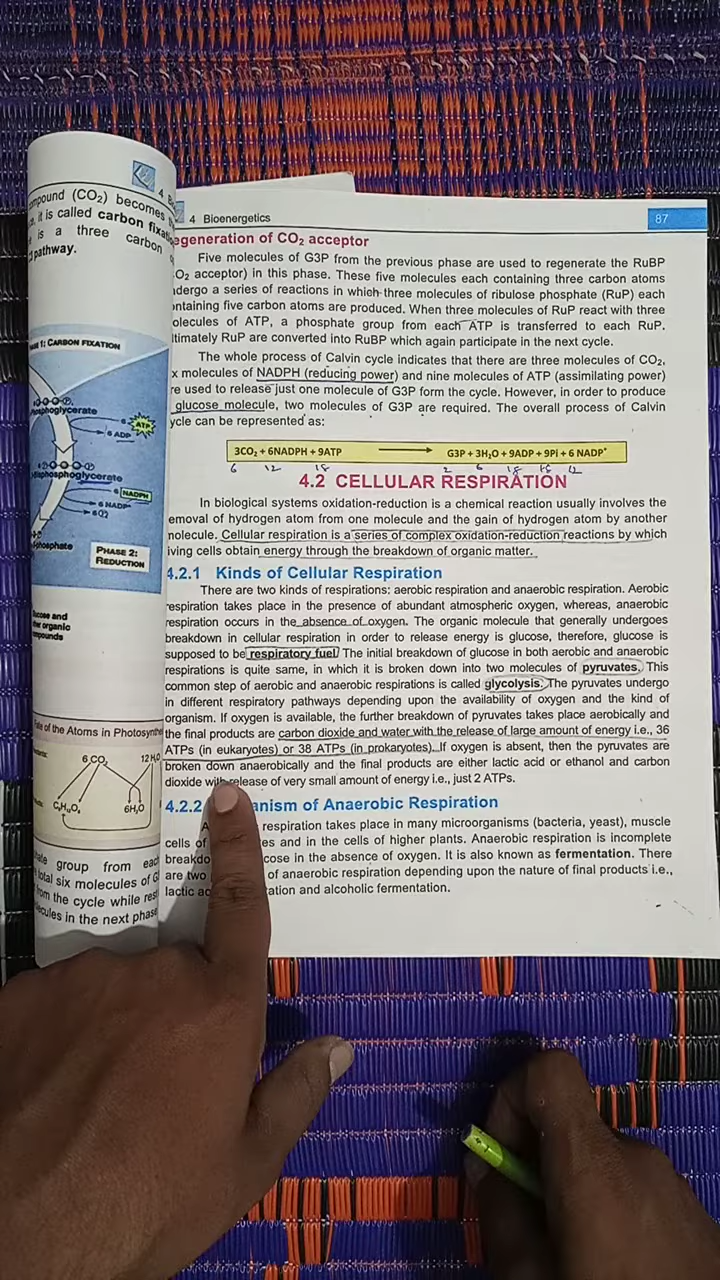 ompound (CO₂) becomes
it is called carbon fixa
is a three carbon
pathway.
SE 1: CARBON FIXATION
phoglycerate
ATP
6 ADP
phosphoglycerate
NADPH
6 NADP
phosphate
PHASE 2:
REDUCTION
ucose and
er organic
mpounds
ate of the Atoms in Photosynthe
6 CO₂ 12 H₂O
C₆H₁₂O₆ 6H₂O
ate group from each
total six molecules of G
from the cycle while res
ecules in the next phase
4 Bioenergetics 87
egeneration of CO₂ acceptor
Five molecules of G3P from the previous phase are used to regenerate the RuBP
O₂ acceptor) in this phase. These five molecules each containing three carbon atoms
ndergo a series of reactions in which three molecules of ribulose phosphate (RuP) each
ontaining five carbon atoms are produced. When three molecules of RuP react with three
olecules of ATP, a phosphate group from each ATP is transferred to each RuP.
ltimately RuP are converted into RuBP which again participate in the next cycle.
The whole process of Calvin cycle indicates that there are three molecules of CO₂,
x molecules of NADPH (reducing power) and nine molecules of ATP (assimilating power)
re used to release just one molecule of G3P form the cycle. However, in order to produce
glucose molecule, two molecules of G3P are required. The overall process of Calvin
ycle can be represented as:
3CO₂ + 6NADPH + 9ATP → G3P + 3H₂O + 9ADP + 9Pi + 6 NADP⁺
6 12 18 2 6 18 18 12
4.2 CELLULAR RESPIRATION
In biological systems oxidation-reduction is a chemical reaction usually involves the
emoval of hydrogen atom from one molecule and the gain of hydrogen atom by another
molecule. Cellular respiration is a series of complex oxidation-reduction reactions by which
iving cells obtain energy through the breakdown of organic matter.
4.2.1 Kinds of Cellular Respiration
There are two kinds of respirations: aerobic respiration and anaerobic respiration. Aerobic
respiration takes place in the presence of abundant atmospheric oxygen, whereas, anaerobic
respiration occurs in the absence of oxygen. The organic molecule that generally undergoes
breakdown in cellular respiration in order to release energy is glucose, therefore, glucose is
supposed to be respiratory fuel. The initial breakdown of glucose in both aerobic and anaerobic
respirations is quite same, in which it is broken down into two molecules of pyruvates. This
common step of aerobic and anaerobic respirations is called glycolysis. The pyruvates undergo
in different respiratory pathways depending upon the availability of oxygen and the kind of
organism. If oxygen is available, the further breakdown of pyruvates takes place aerobically and
the final products are carbon dioxide and water with the release of large amount of energy i.e., 36
ATPs (in eukaryotes) or 38 ATPs (in prokaryotes). If oxygen is absent, then the pyruvates are
broken down anaerobically and the final products are either lactic acid or ethanol and carbon
dioxide with release of very small amount of energy i.e., just 2 ATPs.
4.2.2 anism of Anaerobic Respiration
A respiration takes place in many microorganisms (bacteria, yeast), muscle
cells of es and in the cells of higher plants. Anaerobic respiration is incomplete
breakdo cose in the absence of oxygen. It is also known as fermentation. There
are two of anaerobic respiration depending upon the nature of final products i.e.,
lactic ac tation and alcoholic fermentation.